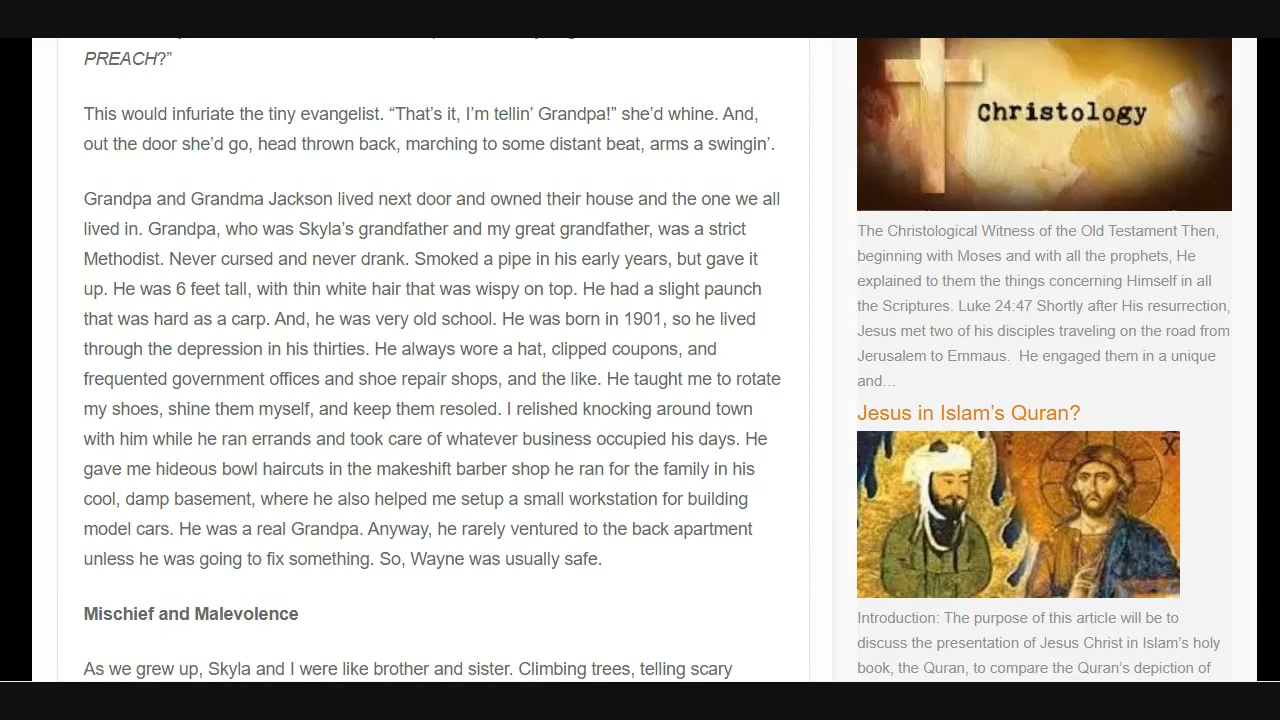 PREACH?”
This would infuriate the tiny evangelist. “That’s it, I’m tellin’ Grandpa!” she’d whine. And,
out the door she’d go, head thrown back, marching to some distant beat, arms a swingin’.
Grandpa and Grandma Jackson lived next door and owned their house and the one we all
lived in. Grandpa, who was Skyla’s grandfather and my great grandfather, was a strict
Methodist. Never cursed and never drank. Smoked a pipe in his early years, but gave it
up. He was 6 feet tall, with thin white hair that was wispy on top. He had a slight paunch
that was hard as a carp. And, he was very old school. He was born in 1901, so he lived
through the depression in his thirties. He always wore a hat, clipped coupons, and
frequented government offices and shoe repair shops, and the like. He taught me to rotate
my shoes, shine them myself, and keep them resoled. I relished knocking around town
with him while he ran errands and took care of whatever business occupied his days. He
gave me hideous bowl haircuts in the makeshift barber shop he ran for the family in his
cool, damp basement, where he also helped me setup a small workstation for building
model cars. He was a real Grandpa. Anyway, he rarely ventured to the back apartment
unless he was going to fix something. So, Wayne was usually safe.
Mischief and Malevolence
As we grew up, Skyla and I were like brother and sister. Climbing trees, telling scary
Christology
The Christological Witness of the Old Testament Then,
beginning with Moses and with all the prophets, He
explained to them the things concerning Himself in all
the Scriptures. Luke 24:47 Shortly after His resurrection,
Jesus met two of his disciples traveling on the road from
Jerusalem to Emmaus.  He engaged them in a unique
and…
Jesus in Islam’s Quran?
Introduction: The purpose of this article will be to
discuss the presentation of Jesus Christ in Islam’s holy
book, the Quran, to compare the Quran’s depiction of